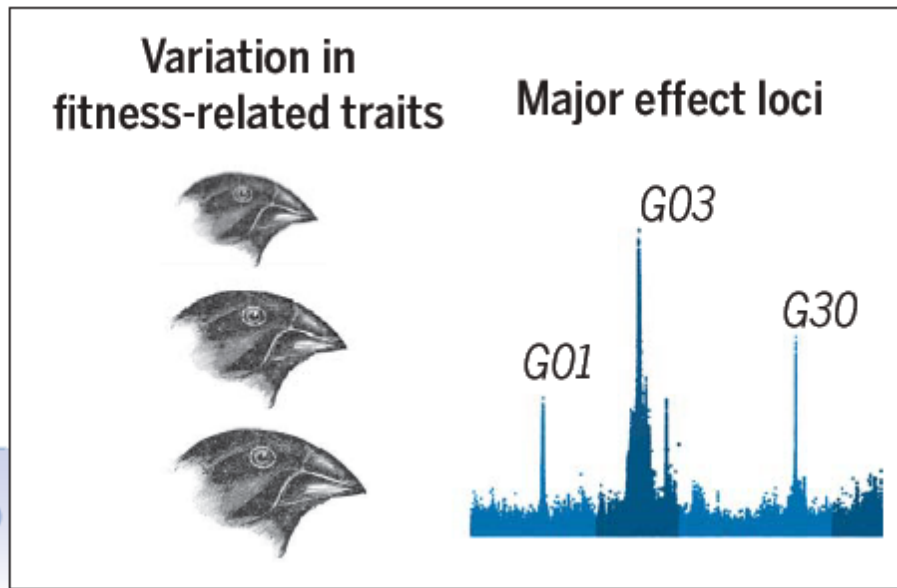 Variation in
fitness-related traits
Major effect loci
G03
G30
G01